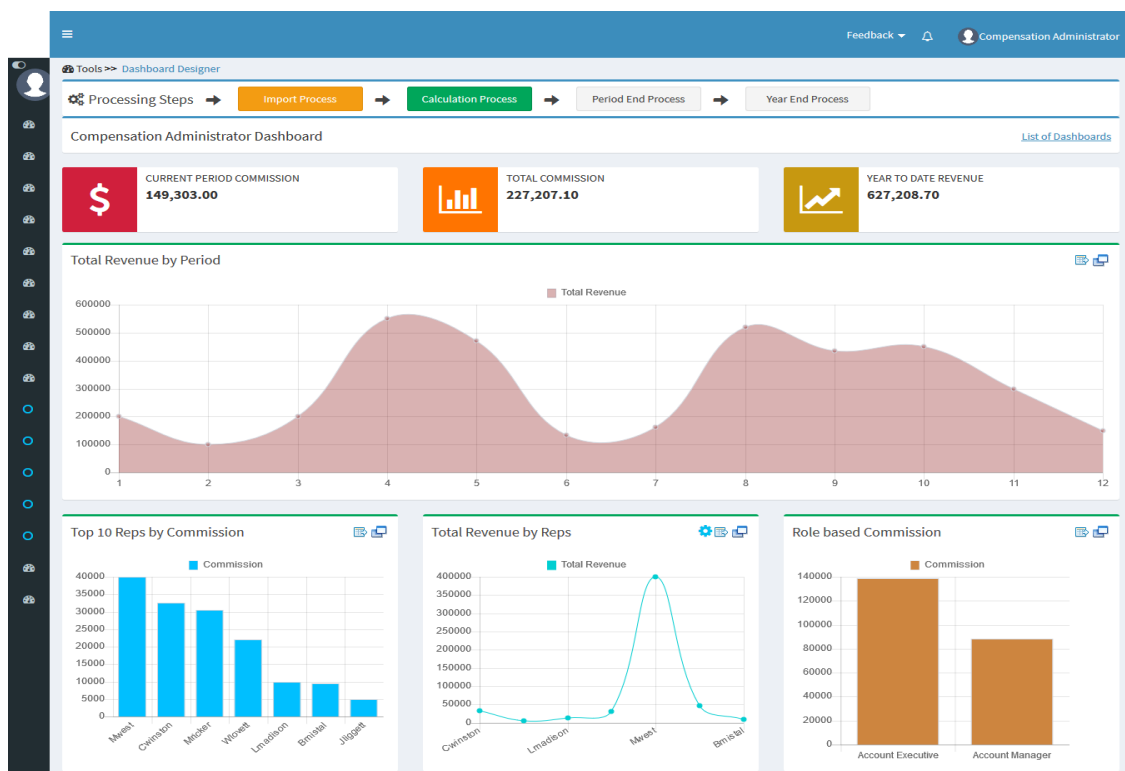 Feedback
Compensation Administrator
Tools >> Dashboard Designer
Processing Steps
Import Process
Calculation Process
Period End Process
Year End Process
Compensation Administrator Dashboard
List of Dashboards
$
CURRENT PERIOD COMMISSION
149,303.00
TOTAL COMMISSION
227,207.10
YEAR TO DATE REVENUE
627,208.70
Total Revenue by Period
Total Revenue
600000
500000
400000
300000
200000
100000
0
1 2 3 4 5 6 7 8 9 10 11 12
Top 10 Reps by Commission
Commission
40000
35000
30000
25000
20000
15000
10000
5000
0
Mwest Cwinston Mricker Wlovett Lmadison Bmistal Jliggett
Total Revenue by Reps
Total Revenue
400000
350000
300000
250000
200000
150000
100000
50000
0
Cwinston Lmadison Mwest Bmistal
Role based Commission
Commission
140000
120000
100000
80000
60000
40000
20000
0
Account Executive Account Manager